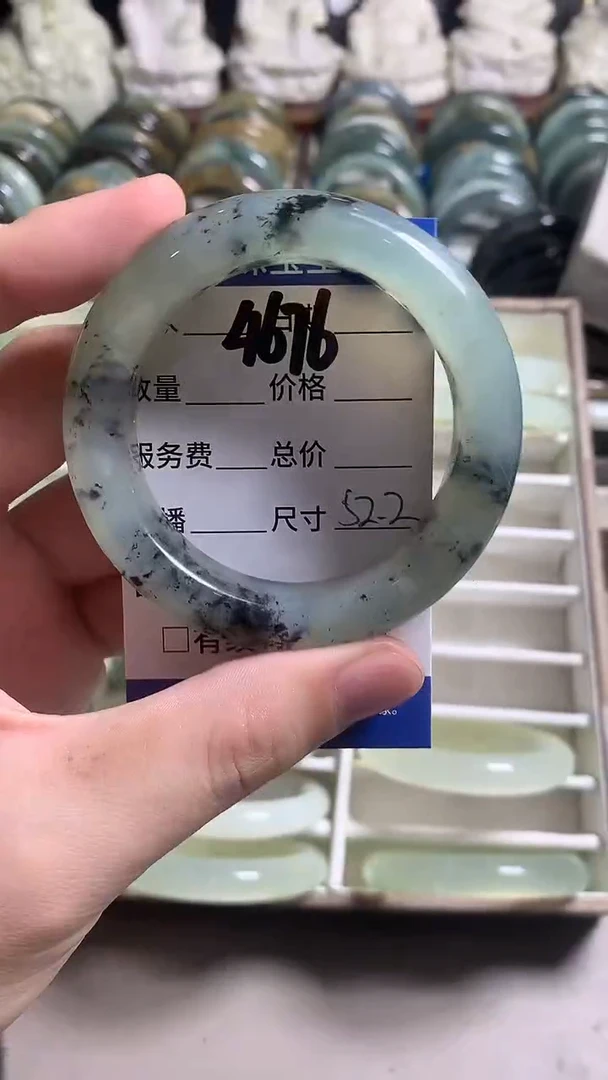 4676
数量 价格
服务费 总价
播 尺寸 52-2
□有